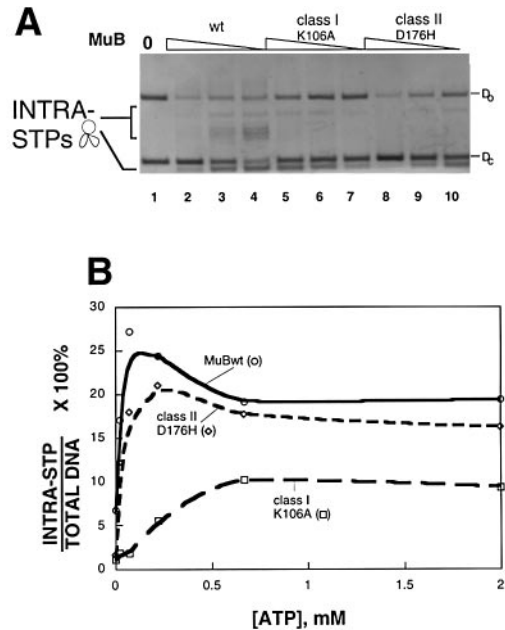 A
MuB 0 wt class I K106A class II D176H
INTRA-
STPs
Do
Dc
1 2 3 4 5 6 7 8 9 10
B
30
25
20
15
10
5
0
INTRA-STP
TOTAL DNA
X 100%
MuBwt (o)
class II
D176H (◇)
class I
K106A (□)
0 0.5 1 1.5 2
[ATP], mM